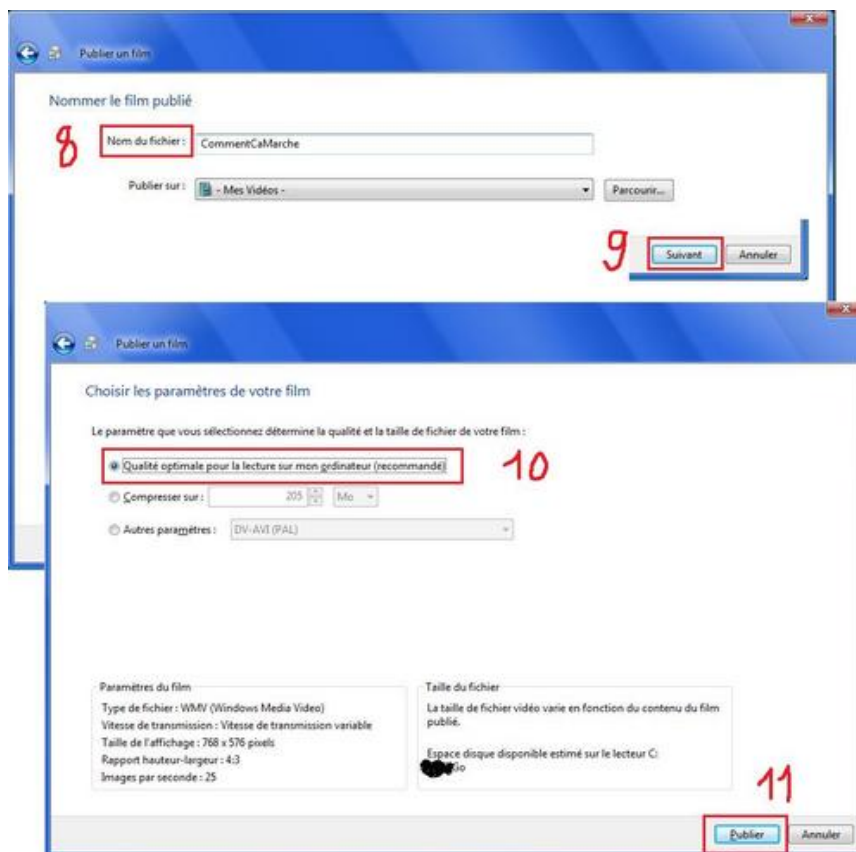 Publier un film
Nommer le film publié
8
Nom du fichier : CommentCaMarche
Publier sur : - Mes Vidéos - Parcourir...
9 Suivant Annuler
Publier un film
Choisir les paramètres de votre film
Le paramètre que vous sélectionnez détermine la qualité et la taille de fichier de votre film :
Qualité optimale pour la lecture sur mon ordinateur (recommandé) 10
Compresser sur : 205 Mo
Autres paramètres : DV-AVI (PAL)
Paramètres du film
Type de fichier : WMV (Windows Media Video)
Vitesse de transmission : Vitesse de transmission variable
Taille de l'affichage : 768 x 576 pixels
Rapport hauteur-largeur : 4:3
Images par seconde : 25
Taille du fichier
La taille de fichier vidéo varie en fonction du contenu du film
publié.
Espace disque disponible estimé sur le lecteur C:
Go
11
Publier Annuler